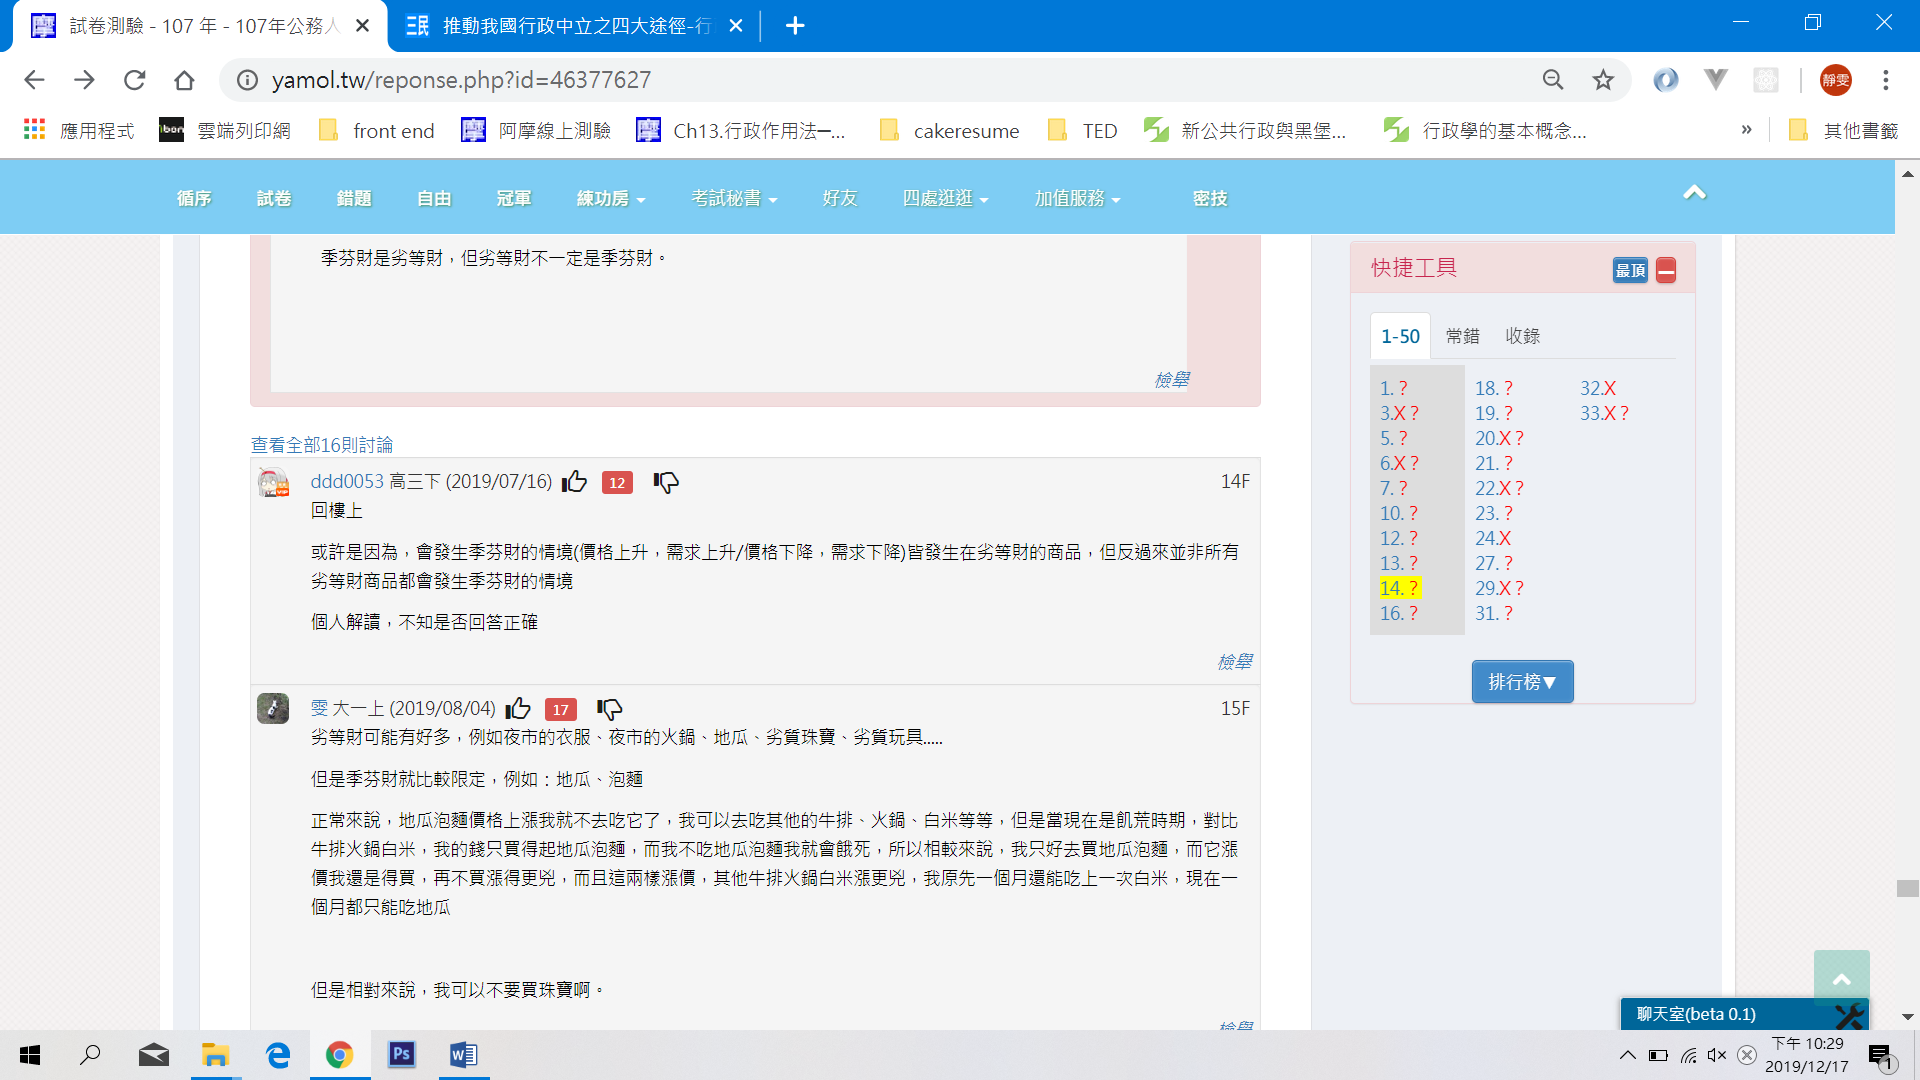 試卷測驗 - 107 年 - 107年公務人
推動我國行政中立之四大途徑-行
yamol.tw/reponse.php?id=46377627
靜雯
應用程式
ibon
雲端列印網
front end
阿摩線上測驗
Ch13.行政作用法一...
cakeresume
TED
新公共行政與黑堡...
行政學的基本概念...
»
其他書籤
循序
試卷
錯題
自由
冠軍
練功房
考試秘書
好友
四處逛逛
加值服務
密技
季芬財是劣等財，但劣等財不一定是季芬財。
檢舉
查看全部16則討論
ddd0053 高三下 (2019/07/16) 12 14F
回樓上
或許是因為，會發生季芬財的情境(價格上升，需求上升/價格下降，需求下降)皆發生在劣等財的商品，但反過來並非所有
劣等財商品都會發生季芬財的情境
個人解讀，不知是否回答正確
檢舉
雯 大一上 (2019/08/04) 17 15F
劣等財可能有好多，例如夜市的衣服、夜市的火鍋、地瓜、劣質珠寶、劣質玩具.....
但是季芬財就比較限定，例如：地瓜、泡麵
正常來說，地瓜泡麵價格上漲我就不去吃它了，我可以去吃其他的牛排、火鍋、白米等等，但是當現在是飢荒時期，對比
牛排火鍋白米，我的錢只買得起地瓜泡麵，而我不吃地瓜泡麵我就會餓死，所以相較來說，我只好去買地瓜泡麵，而它漲
價我還是得買，再不買漲得更兇，而且這兩樣漲價，其他牛排火鍋白米漲更兇，我原先一個月還能吃上一次白米，現在一
個月都只能吃地瓜
但是相對來說，我可以不要買珠寶啊。
檢舉
快捷工具
最頂
1-50
常錯
收錄
1. ?
3.X ?
5. ?
6.X ?
7. ?
10. ?
12. ?
13. ?
14. ?
16. ?
18. ?
19. ?
20.X ?
21. ?
22.X ?
23. ?
24.X
27. ?
29.X ?
31. ?
32.X
33.X ?
排行榜▼
聊天室(beta 0.1)
Ps
下午 10:29
2019/12/17
1